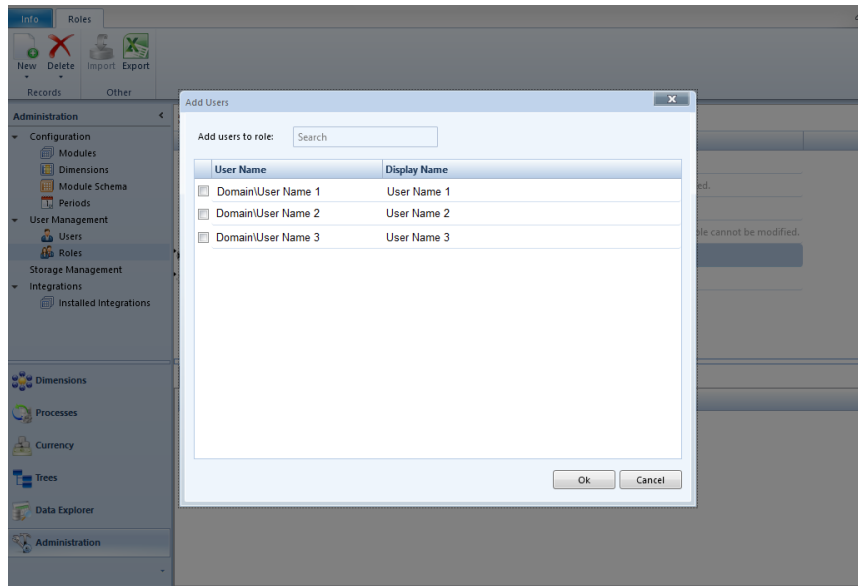 Info Roles
New Delete Import Export
Records Other
Administration
Configuration
Modules
Dimensions
Module Schema
Periods
User Management
Users
Roles
Storage Management
Integrations
Installed Integrations
Dimensions
Processes
Currency
Trees
Data Explorer
Administration
Add Users
Add users to role: Search
User Name Display Name
Domain\User Name 1 User Name 1
Domain\User Name 2 User Name 2
Domain\User Name 3 User Name 3
Ok Cancel
cannot be modified.